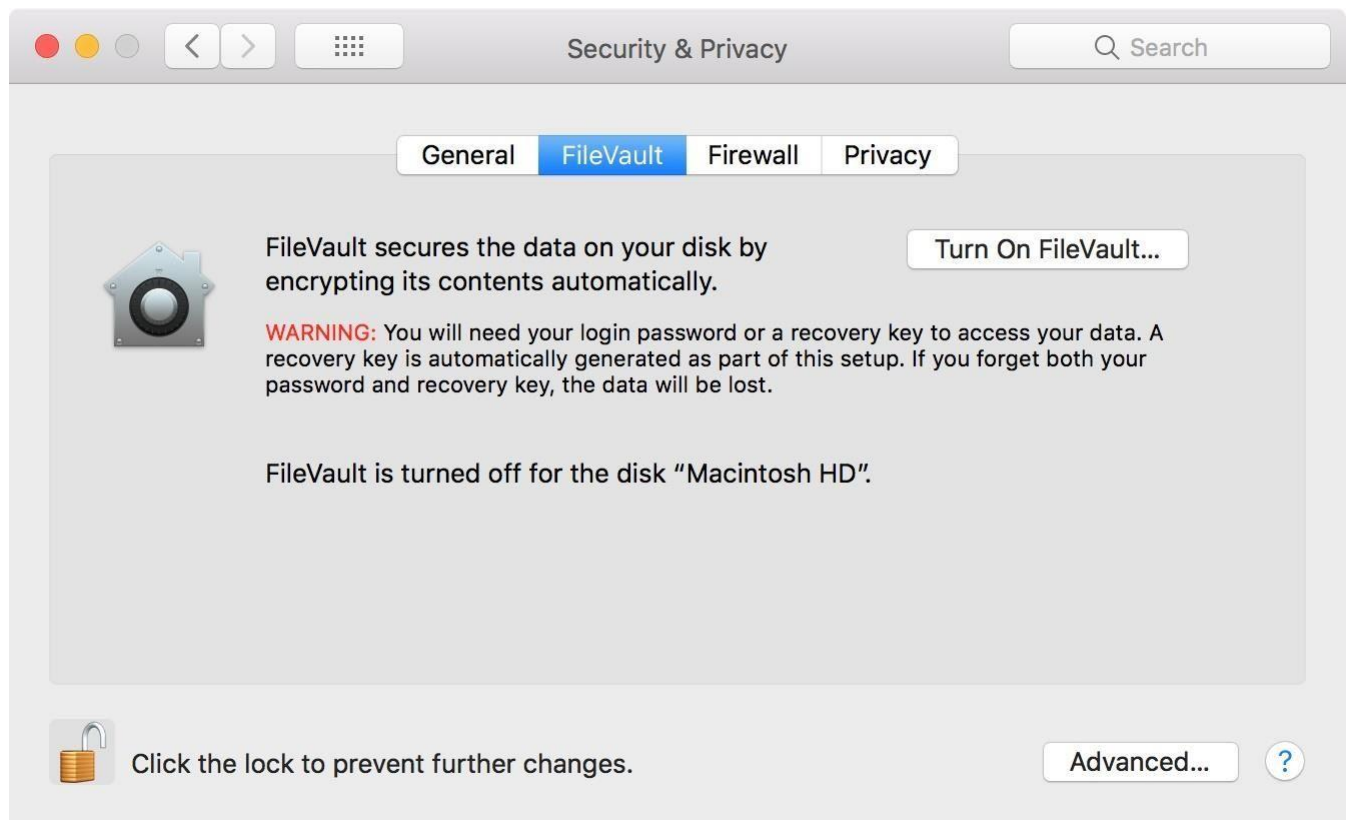 Security & Privacy
Search
General
FileVault
Firewall
Privacy
FileVault secures the data on your disk by
encrypting its contents automatically.
Turn On FileVault...
WARNING: You will need your login password or a recovery key to access your data. A
recovery key is automatically generated as part of this setup. If you forget both your
password and recovery key, the data will be lost.
FileVault is turned off for the disk “Macintosh HD”.
Click the lock to prevent further changes.
Advanced...
?